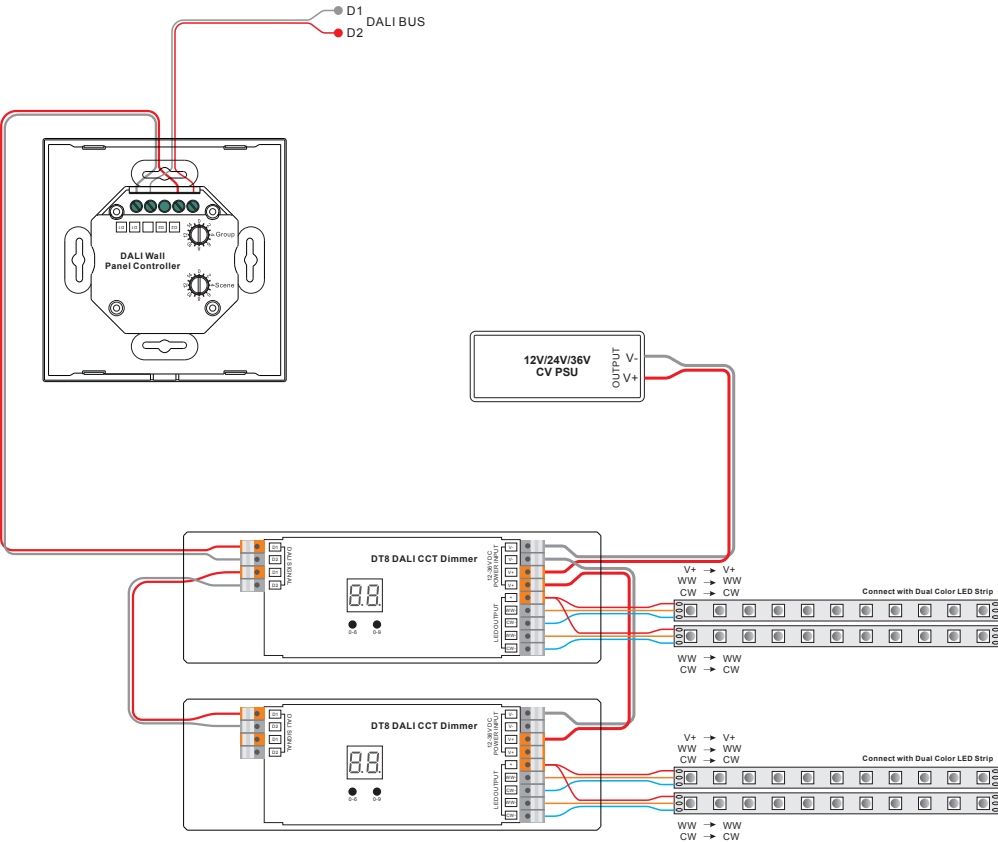 D1
DALI BUS
D2
Group
DALI Wall
Panel Controller
Scene
12V/24V/36V
CV PSU
OUTPUT
V-
V+
DT8 DALI CCT Dimmer
DALI SIGNAL
D1
D2
D1
D2
0-6
0-9
12-36VDC
POWER INPUT
V-
V-
V+
V+
LED OUTPUT
+
WW-
CW-
WW-
CW-
V+ → V+
WW → WW
CW → CW
Connect with Dual Color LED Strip
WW → WW
CW → CW
DT8 DALI CCT Dimmer
DALI SIGNAL
D1
D2
D1
D2
0-6
0-9
12-36VDC
POWER INPUT
V-
V-
V+
V+
LED OUTPUT
+
WW-
CW-
WW-
CW-
V+ → V+
WW → WW
CW → CW
Connect with Dual Color LED Strip
WW → WW
CW → CW